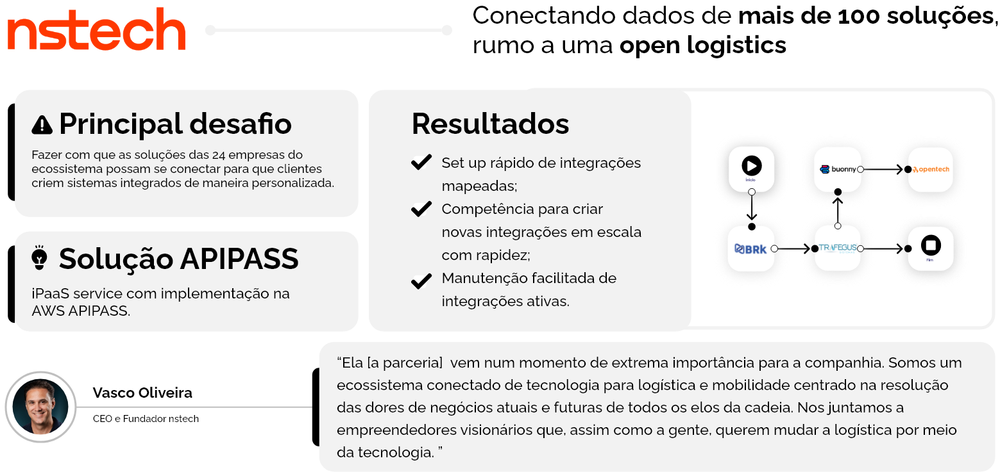 nstech
Conectando dados de mais de 100 soluções,
rumo a uma open logistics
Principal desafio
Fazer com que as soluções das 24 empresas do
ecossistema possam se conectar para que clientes
criem sistemas integrados de maneira personalizada.
Solução APIPASS
iPaaS service com implementação na
AWS APIPASS.
Resultados
Set up rápido de integrações
mapeadas;
Competência para criar
novas integrações em escala
com rapidez;
Manutenção facilitada de
integrações ativas.
Início
buonny
opentech
BRK
TRAFEGUS
Fim
Vasco Oliveira
CEO e Fundador nstech
“Ela [a parceria]  vem num momento de extrema importância para a companhia. Somos um
ecossistema conectado de tecnologia para logística e mobilidade centrado na resolução
das dores de negócios atuais e futuras de todos os elos da cadeia. Nos juntamos a
empreendedores visionários que, assim como a gente, querem mudar a logística por meio
da tecnologia. ”